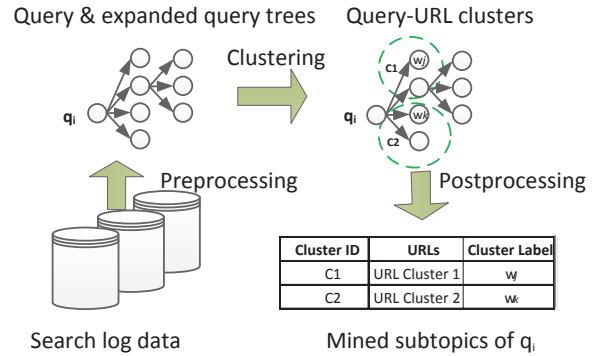 Query & expanded query trees
Query-URL clusters
Clustering
C1
wj
qi
qi
wk
C2
Preprocessing
Postprocessing
Cluster ID URLs Cluster Label
C1 URL Cluster 1 wj
C2 URL Cluster 2 wk
Search log data
Mined subtopics of qi